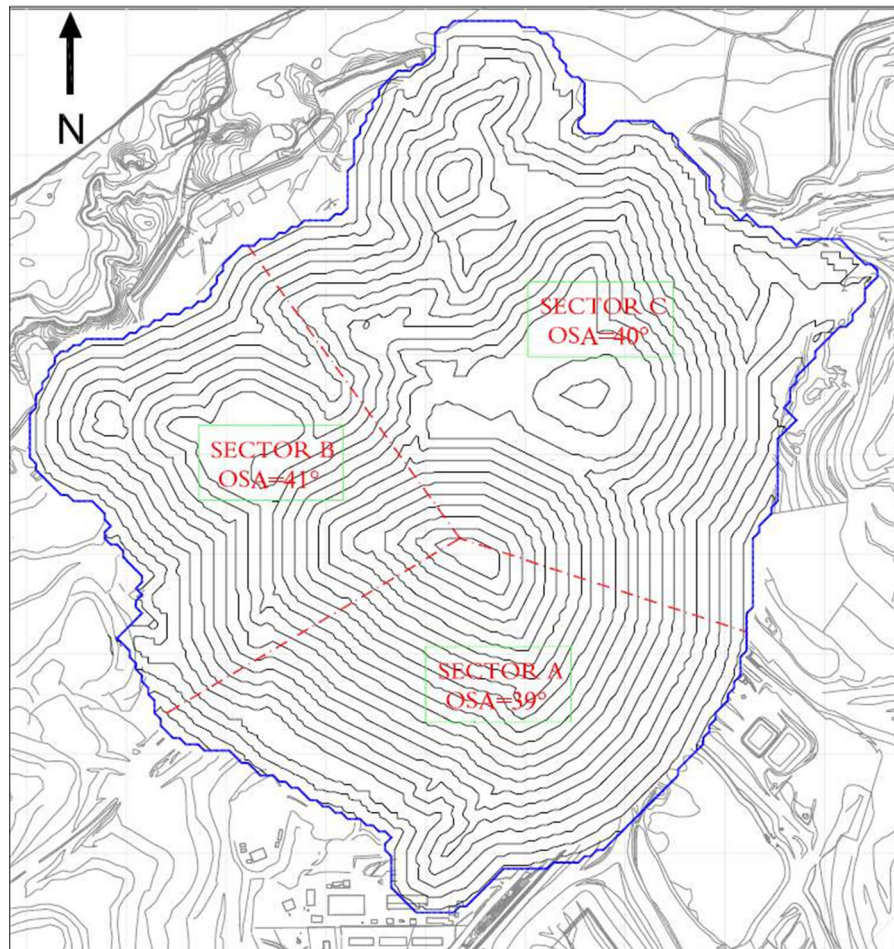 N
SECTOR C
OSA=40°
SECTOR B
OSA=41°
SECTOR A
OSA=39°